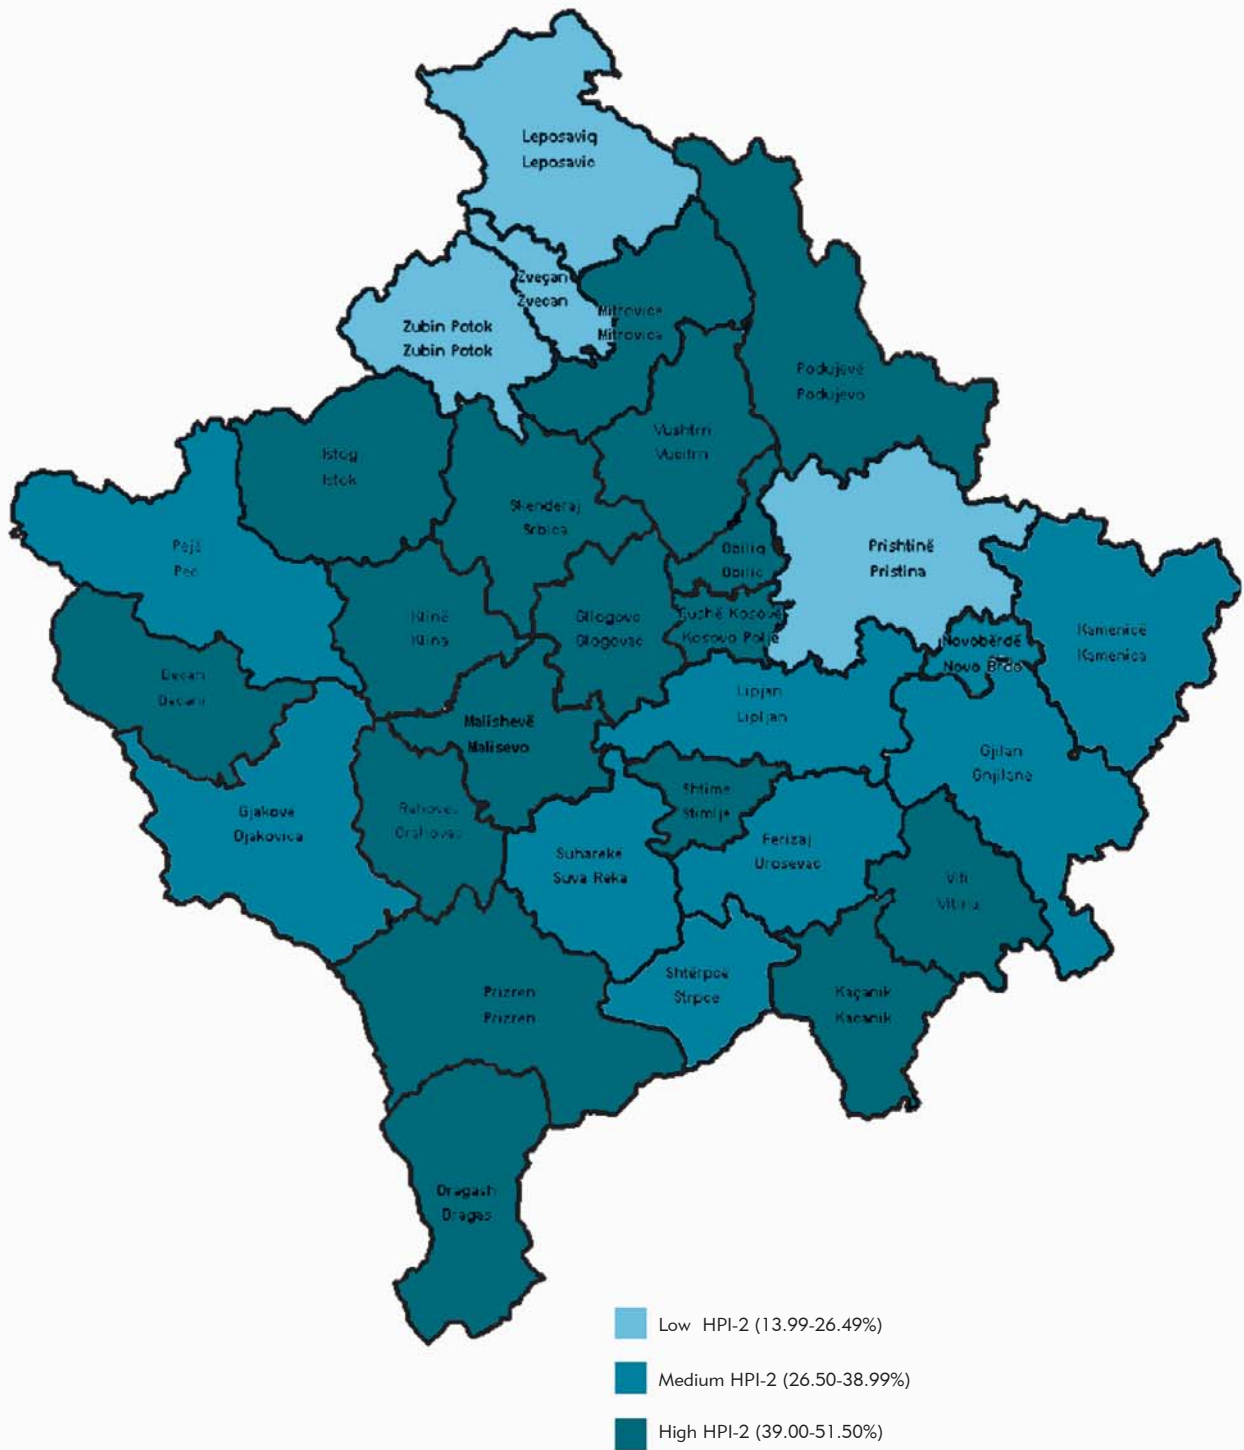 Leposaviq
Leposavic
Zveçan
Zvecan
Zubin Potok
Zubin Potok
Mitrovice
Mitrovica
Podujevë
Podujevo
Vushtrri
Vucitrn
Istog
Istok
Skenderaj
Srbica
Pejë
Pec
Obiliq
Obilic
Prishtinë
Pristina
Klinë
Klina
Gllogovc
Glogovac
Fushë Kosovë
Kosovo Polje
Novobërdë
Novo Brdo
Kamenicë
Kamenica
Deçan
Decani
Malishevë
Malisevo
Lipjan
Lipljan
Gjilan
Gnjilane
Gjakovë
Djakovica
Rahovec
Orahovac
Shtime
Stimlje
Suharekë
Suva Reka
Ferizaj
Urosevac
Viti
Vitina
Shtërpcë
Strpce
Prizren
Prizren
Kaçanik
Kacanik
Dragash
Dragas
Low HPI-2 (13.99-26.49%)
Medium HPI-2 (26.50-38.99%)
High HPI-2 (39.00-51.50%)